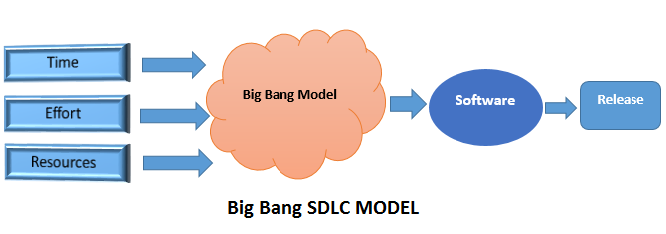 Time
Effort
Resources
Big Bang Model
Software
Release
Big Bang SDLC MODEL